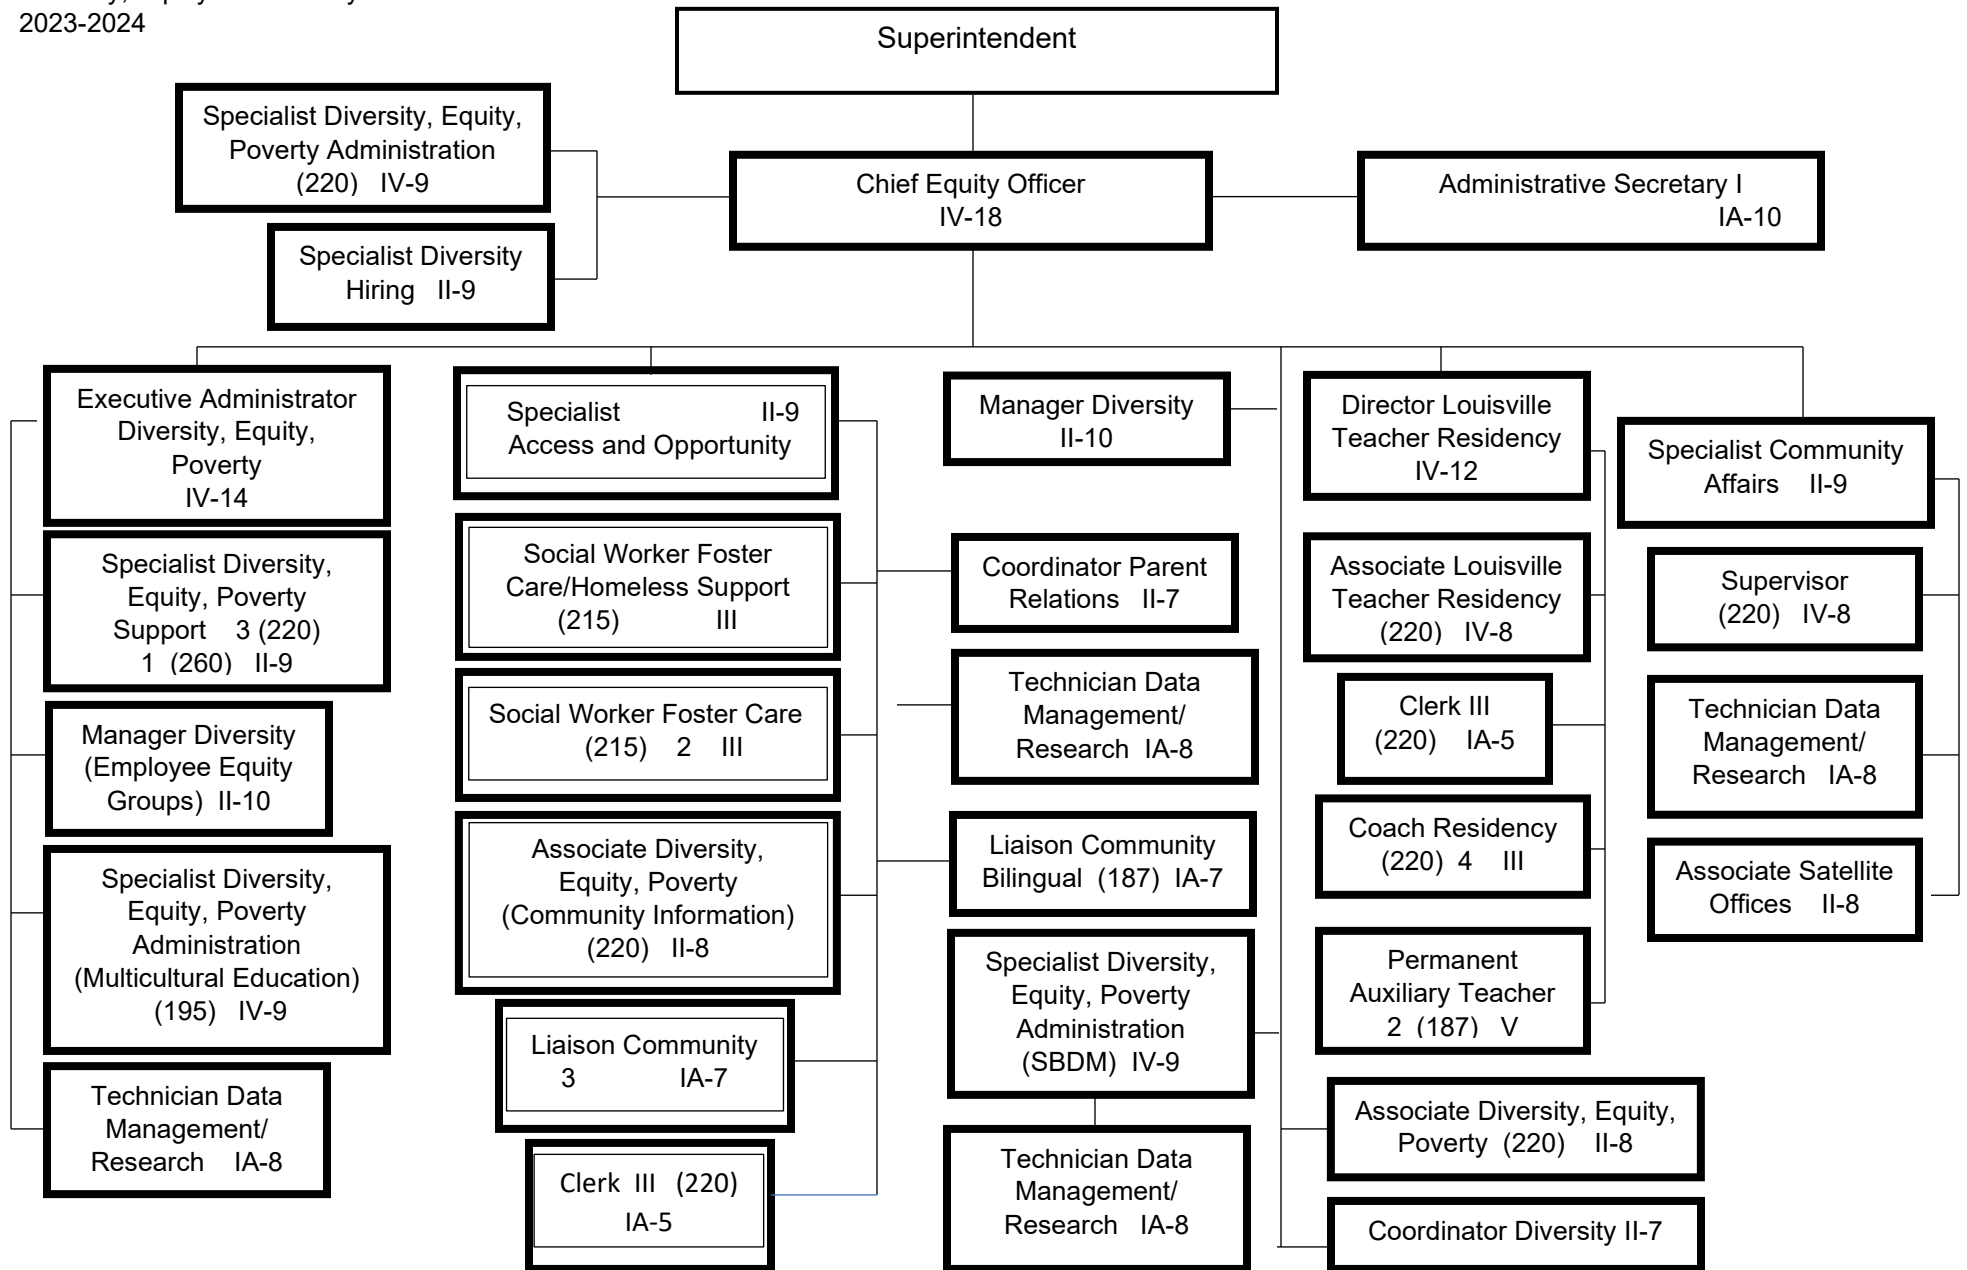 2023-2024
Superintendent
Specialist Diversity, Equity,
Poverty Administration
(220) IV-9
Chief Equity Officer
IV-18
Administrative Secretary I
IA-10
Specialist Diversity
Hiring II-9
Executive Administrator
Diversity, Equity,
Poverty
IV-14
Specialist Diversity,
Equity, Poverty
Support 3 (220)
1 (260) II-9
Manager Diversity
(Employee Equity
Groups) II-10
Specialist Diversity,
Equity, Poverty
Administration
(Multicultural Education)
(195) IV-9
Technician Data
Management/
Research IA-8
Specialist II-9
Access and Opportunity
Social Worker Foster
Care/Homeless Support
(215) III
Social Worker Foster Care
(215) 2 III
Associate Diversity,
Equity, Poverty
(Community Information)
(220) II-8
Liaison Community
3 IA-7
Clerk III (220)
IA-5
Manager Diversity
II-10
Coordinator Parent
Relations II-7
Technician Data
Management/
Research IA-8
Liaison Community
Bilingual (187) IA-7
Specialist Diversity,
Equity, Poverty
Administration
(SBDM) IV-9
Technician Data
Management/
Research IA-8
Director Louisville
Teacher Residency
IV-12
Associate Louisville
Teacher Residency
(220) IV-8
Clerk III
(220) IA-5
Coach Residency
(220) 4 III
Permanent
Auxiliary Teacher
2 (187) V
Associate Diversity, Equity,
Poverty (220) II-8
Coordinator Diversity II-7
Specialist Community
Affairs II-9
Supervisor
(220) IV-8
Technician Data
Management/
Research IA-8
Associate Satellite
Offices II-8